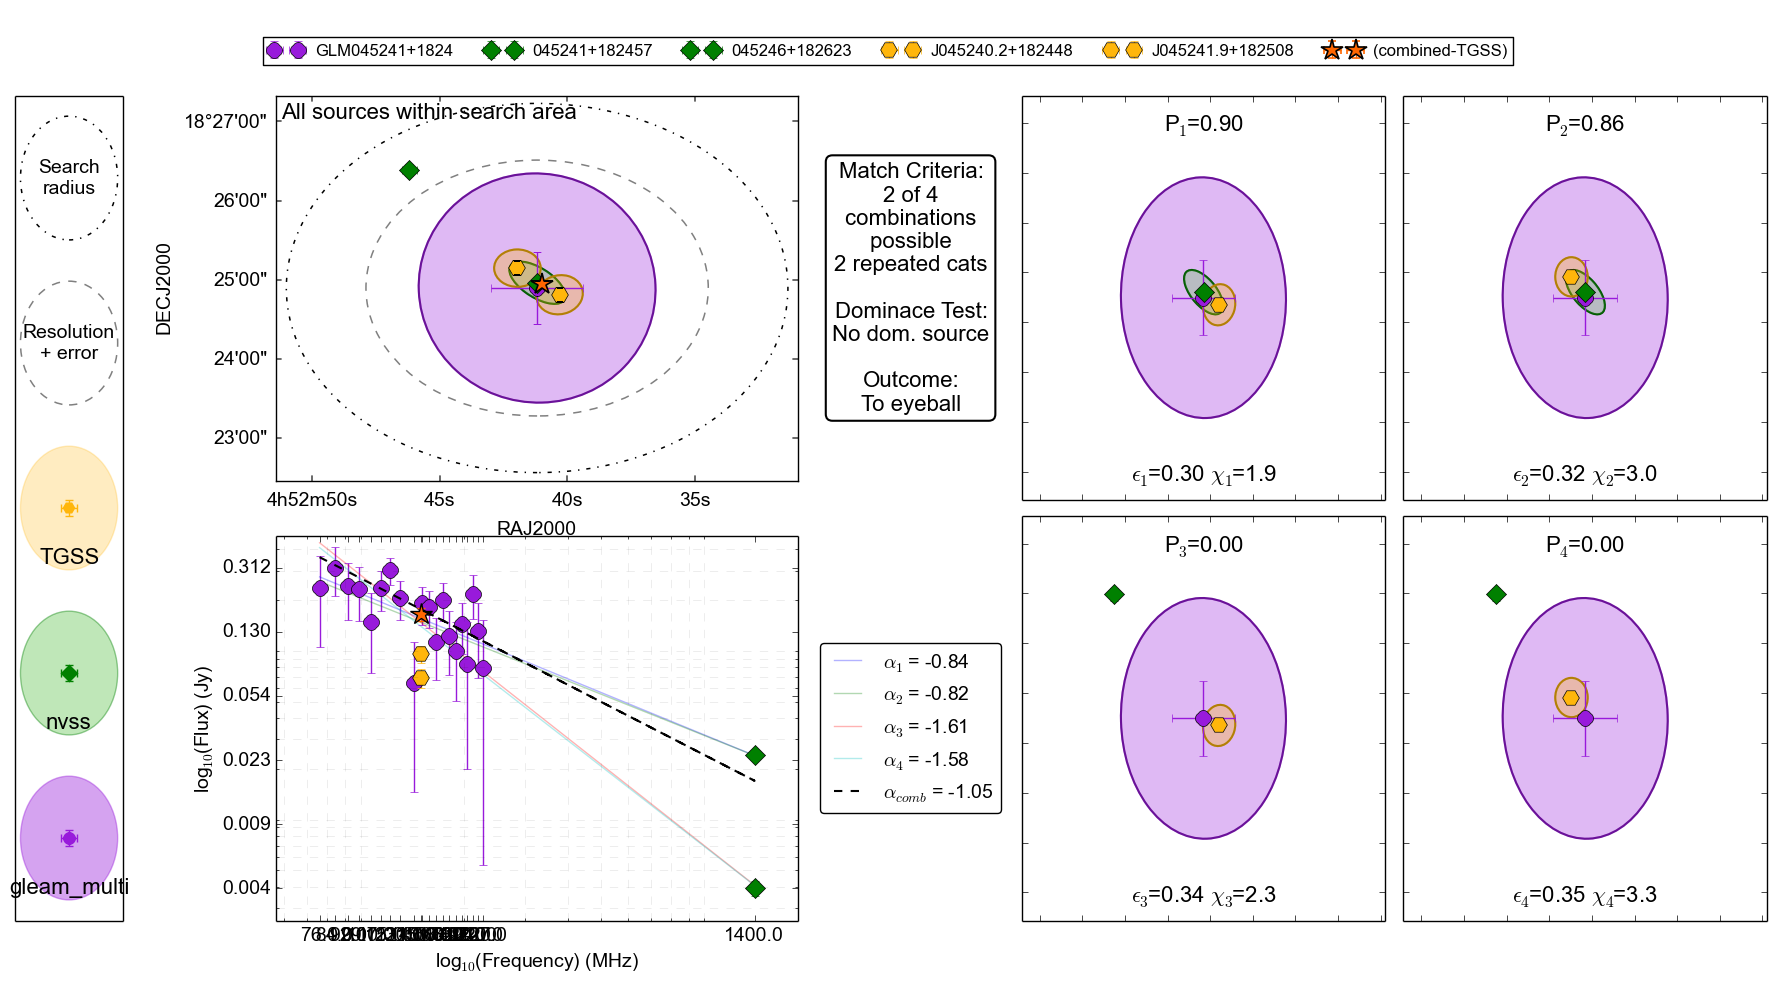 GLM045241+1824
045241+182457
045246+182623
J045240.2+182448
J045241.9+182508
(combined-TGSS)
Search
radius
Resolution
+ error
TGSS
nvss
gleam_multi
All sources within search area
18°27'00"
26'00"
25'00"
24'00"
23'00"
DECJ2000
4h52m50s
45s
40s
35s
RAJ2000
Match Criteria:
2 of 4
combinations
possible
2 repeated cats
Dominace Test:
No dom. source
Outcome:
To eyeball
P1=0.90
ϵ1=0.30 χ1=1.9
P2=0.86
ϵ2=0.32 χ2=3.0
P3=0.00
ϵ3=0.34 χ3=2.3
P4=0.00
ϵ4=0.35 χ4=3.3
0.312
0.130
0.054
0.023
0.009
0.004
log10(Flux) (Jy)
1400.0
log10(Frequency) (MHz)
α1 = -0.84
α2 = -0.82
α3 = -1.61
α4 = -1.58
αcomb = -1.05